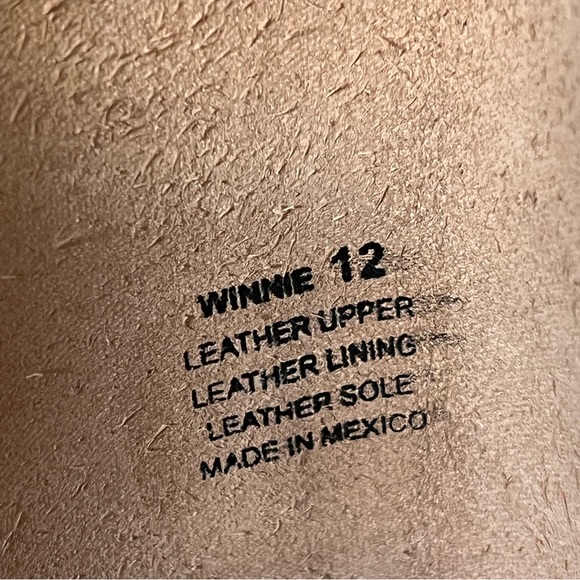 WINNIE 12
LEATHER UPPER
LEATHER LINING
LEATHER SOLE
MADE IN MEXICO